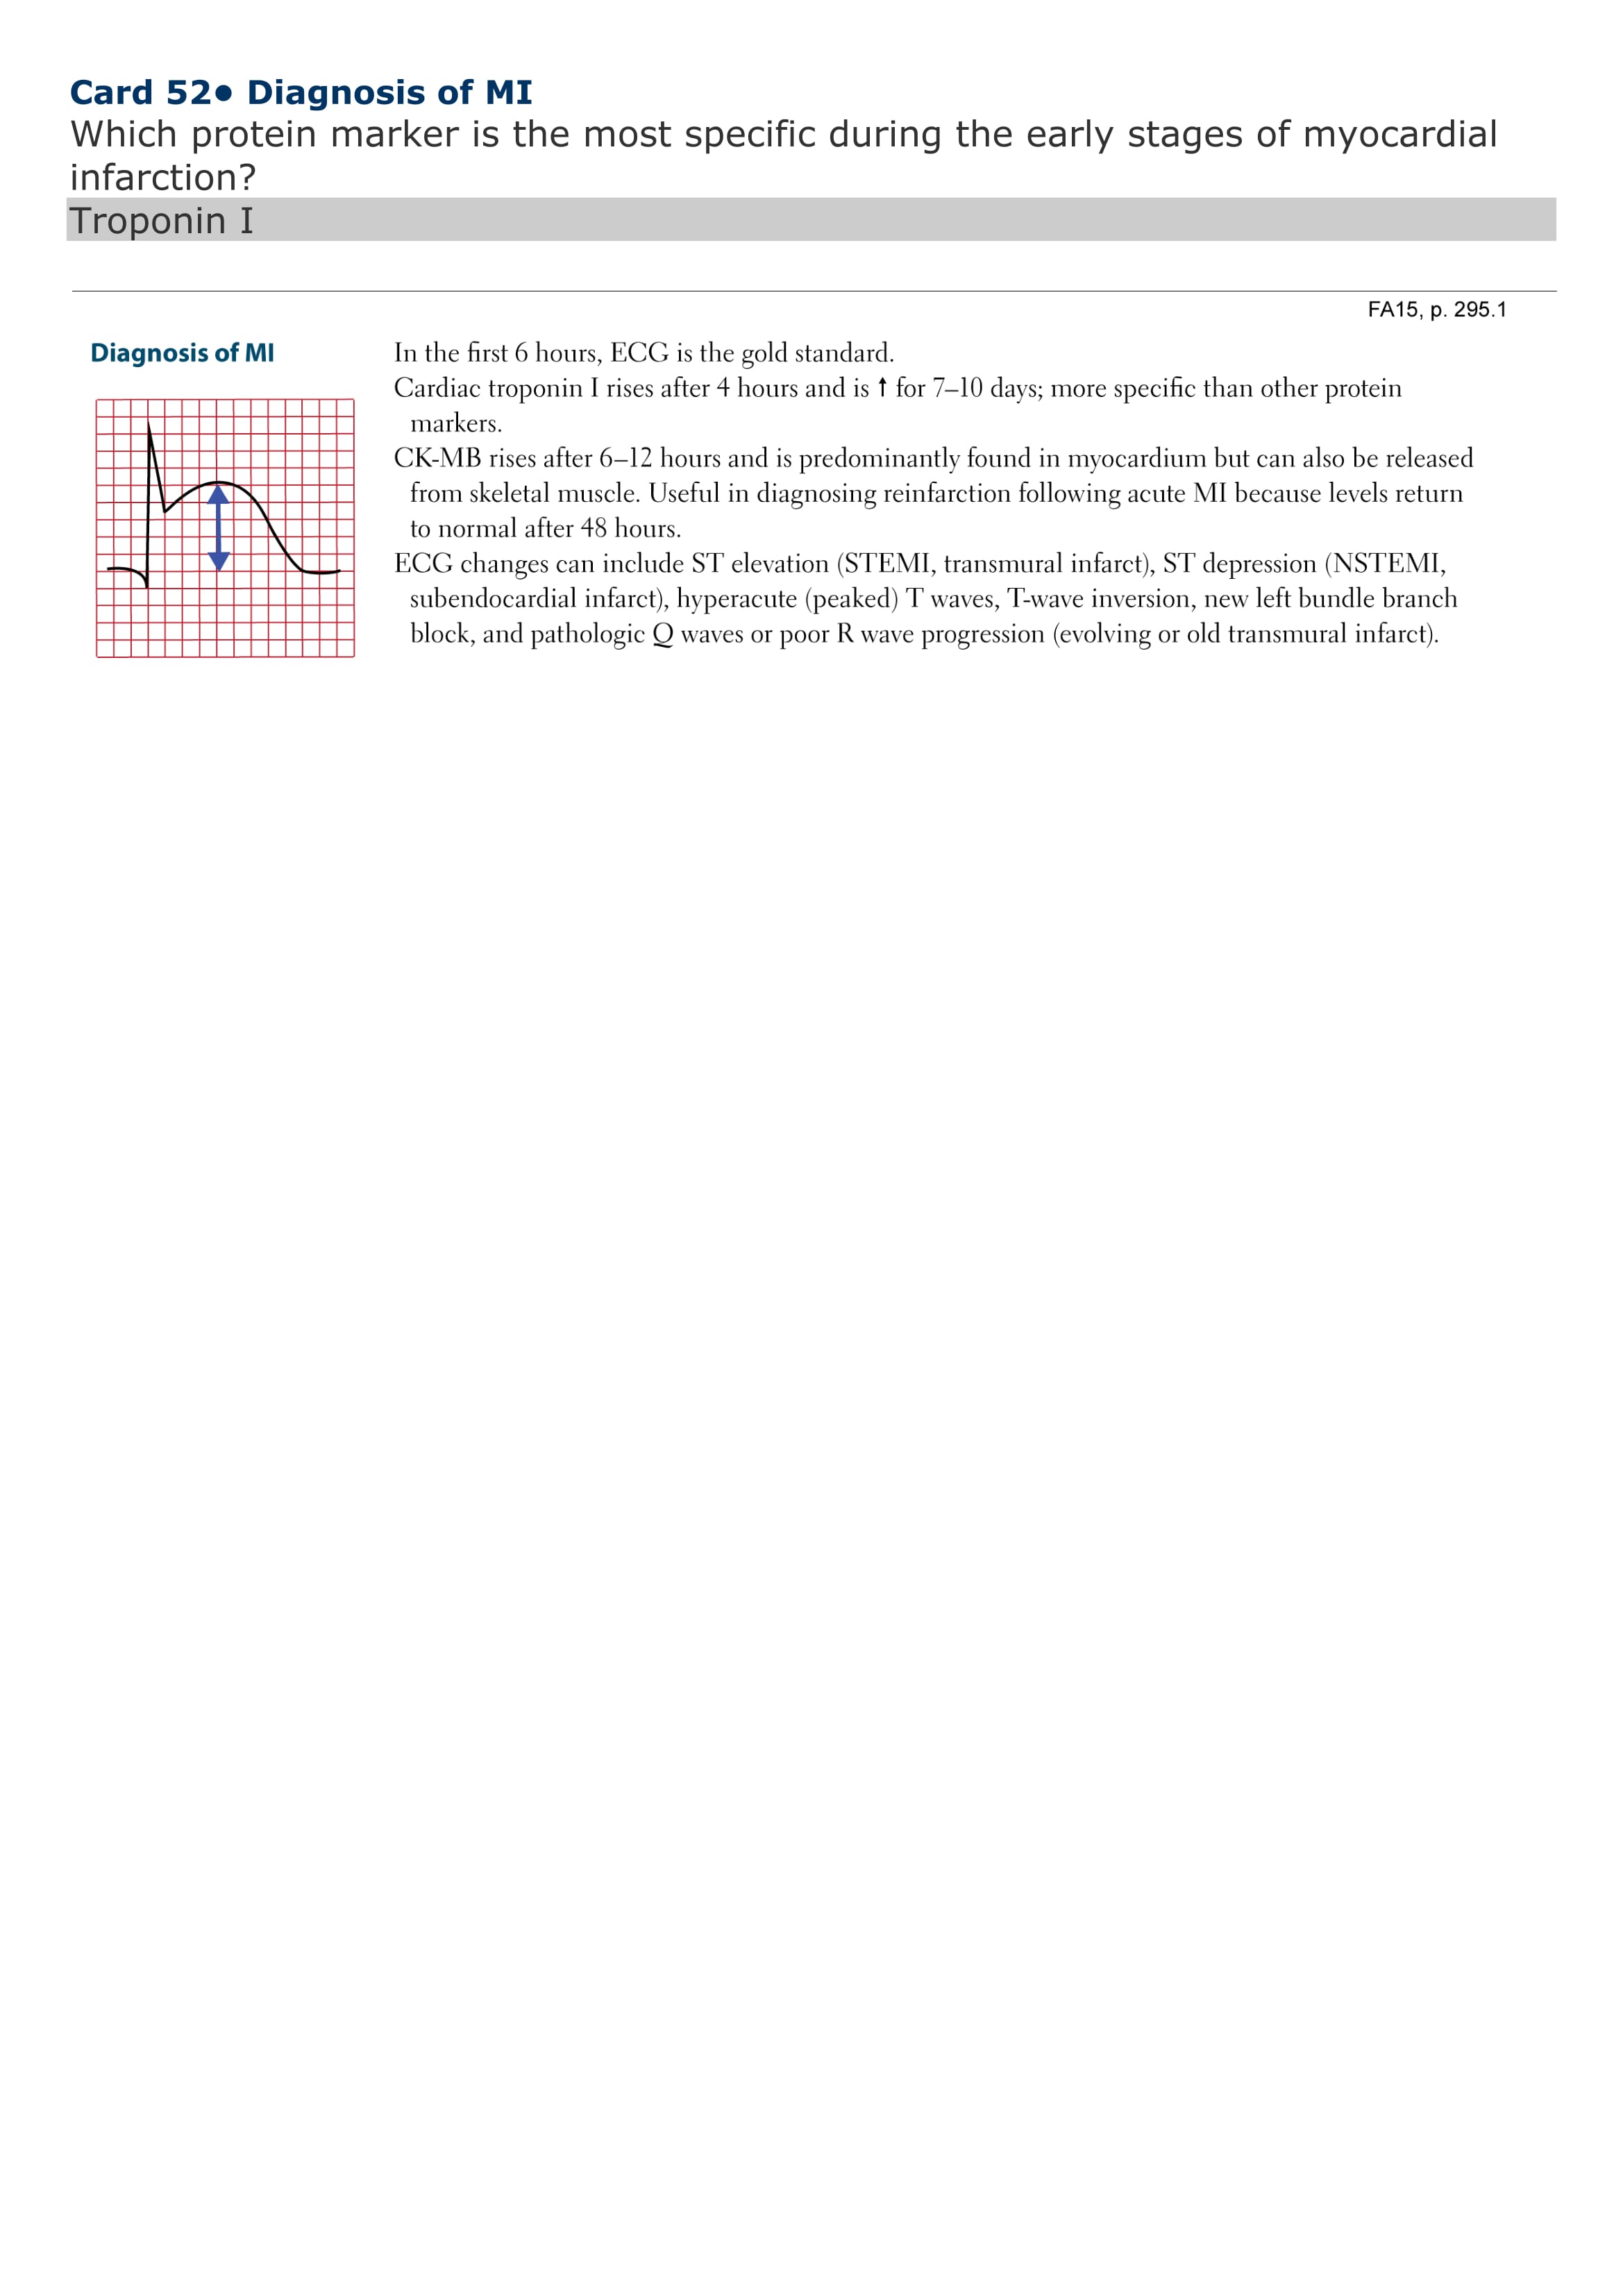 Card 52• Diagnosis of MI
Which protein marker is the most specific during the early stages of myocardial
infarction?
Troponin I
FA15, p. 295.1
Diagnosis of MI
In the first 6 hours, ECG is the gold standard.
Cardiac troponin I rises after 4 hours and is ↑ for 7–10 days; more specific than other protein
markers.
CK-MB rises after 6–12 hours and is predominantly found in myocardium but can also be released
from skeletal muscle. Useful in diagnosing reinfarction following acute MI because levels return
to normal after 48 hours.
ECG changes can include ST elevation (STEMI, transmural infarct), ST depression (NSTEMI,
subendocardial infarct), hyperacute (peaked) T waves, T-wave inversion, new left bundle branch
block, and pathologic Q waves or poor R wave progression (evolving or old transmural infarct).